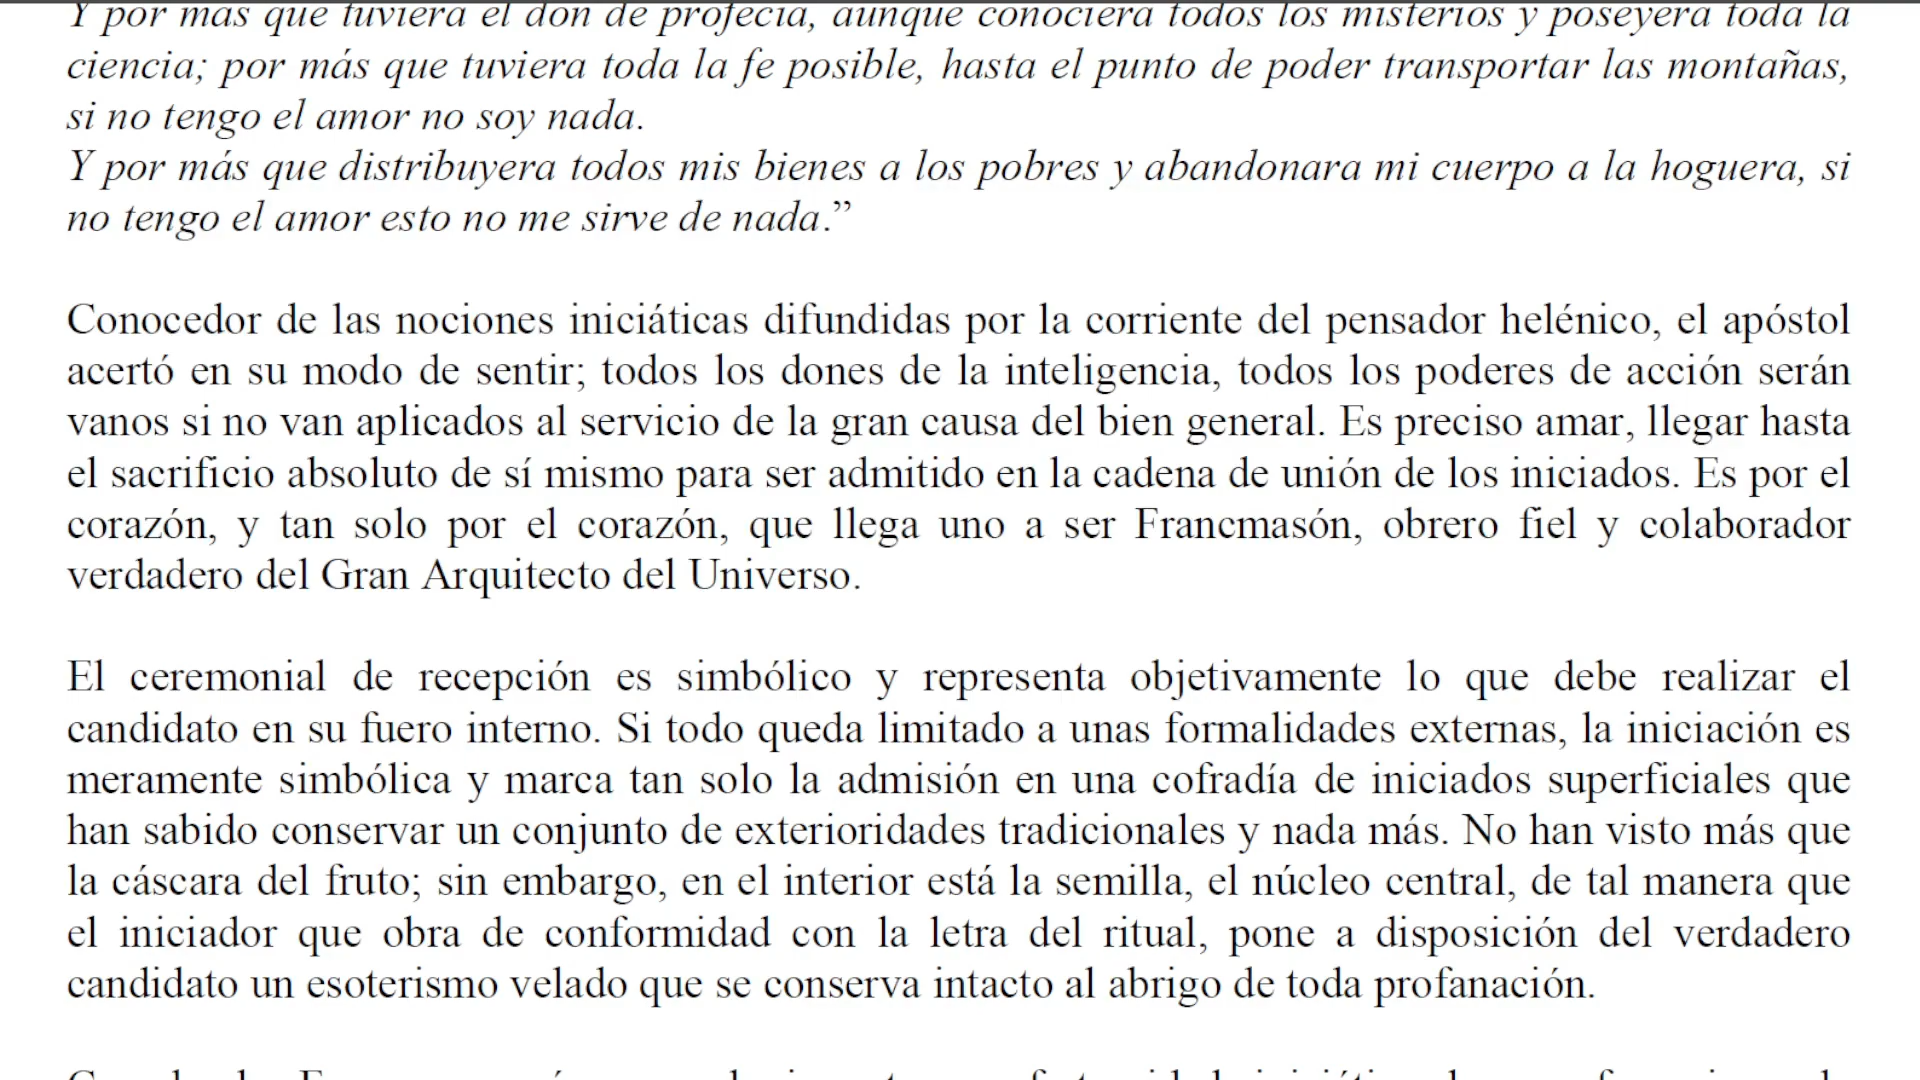 Y por más que tuviera el don de profecía, aunque conociera todos los misterios y poseyera toda la
ciencia; por más que tuviera toda la fe posible, hasta el punto de poder transportar las montañas,
si no tengo el amor no soy nada.
Y por más que distribuyera todos mis bienes a los pobres y abandonara mi cuerpo a la hoguera, si
no tengo el amor esto no me sirve de nada.”
Conocedor de las nociones iniciáticas difundidas por la corriente del pensador helénico, el apóstol
acertó en su modo de sentir; todos los dones de la inteligencia, todos los poderes de acción serán
vanos si no van aplicados al servicio de la gran causa del bien general. Es preciso amar, llegar hasta
el sacrificio absoluto de sí mismo para ser admitido en la cadena de unión de los iniciados. Es por el
corazón, y tan solo por el corazón, que llega uno a ser Francmasón, obrero fiel y colaborador
verdadero del Gran Arquitecto del Universo.
El ceremonial de recepción es simbólico y representa objetivamente lo que debe realizar el
candidato en su fuero interno. Si todo queda limitado a unas formalidades externas, la iniciación es
meramente simbólica y marca tan solo la admisión en una cofradía de iniciados superficiales que
han sabido conservar un conjunto de exterioridades tradicionales y nada más. No han visto más que
la cáscara del fruto; sin embargo, en el interior está la semilla, el núcleo central, de tal manera que
el iniciador que obra de conformidad con la letra del ritual, pone a disposición del verdadero
candidato un esoterismo velado que se conserva intacto al abrigo de toda profanación.